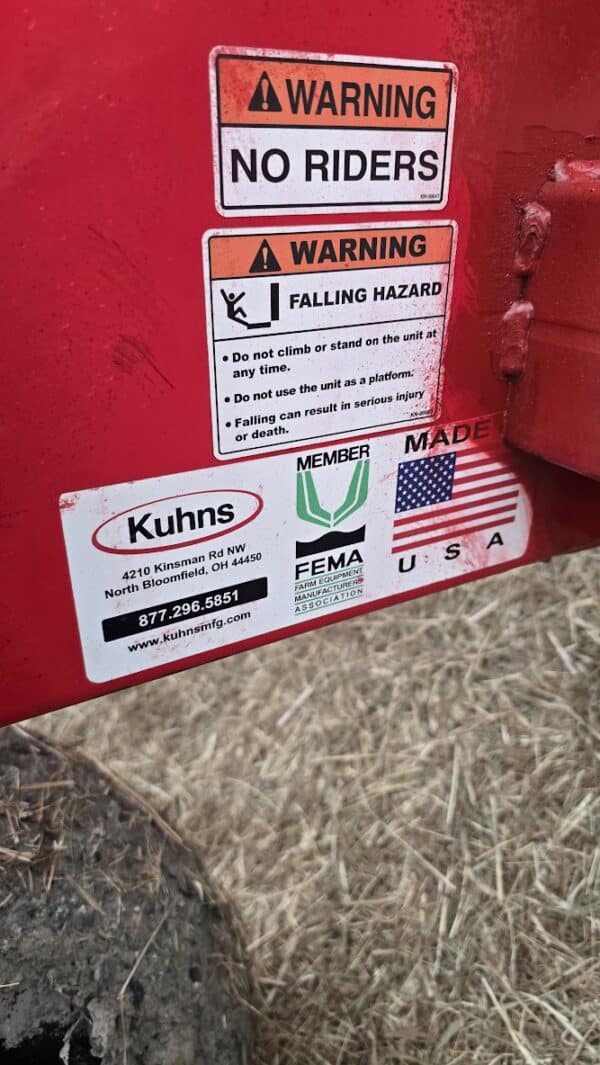 WARNING
NO RIDERS
WARNING
FALLING HAZARD
• Do not climb or stand on the unit at
any time.
• Do not use the unit as a platform.
• Falling can result in serious injury
or death.
Kuhns
4210 Kinsman Rd NW
North Bloomfield, OH 44450
877.296.5851
www.kuhnsmfg.com
MEMBER
FEMA
FARM EQUIPMENT
MANUFACTURERS
ASSOCIATION
MADE
U S A